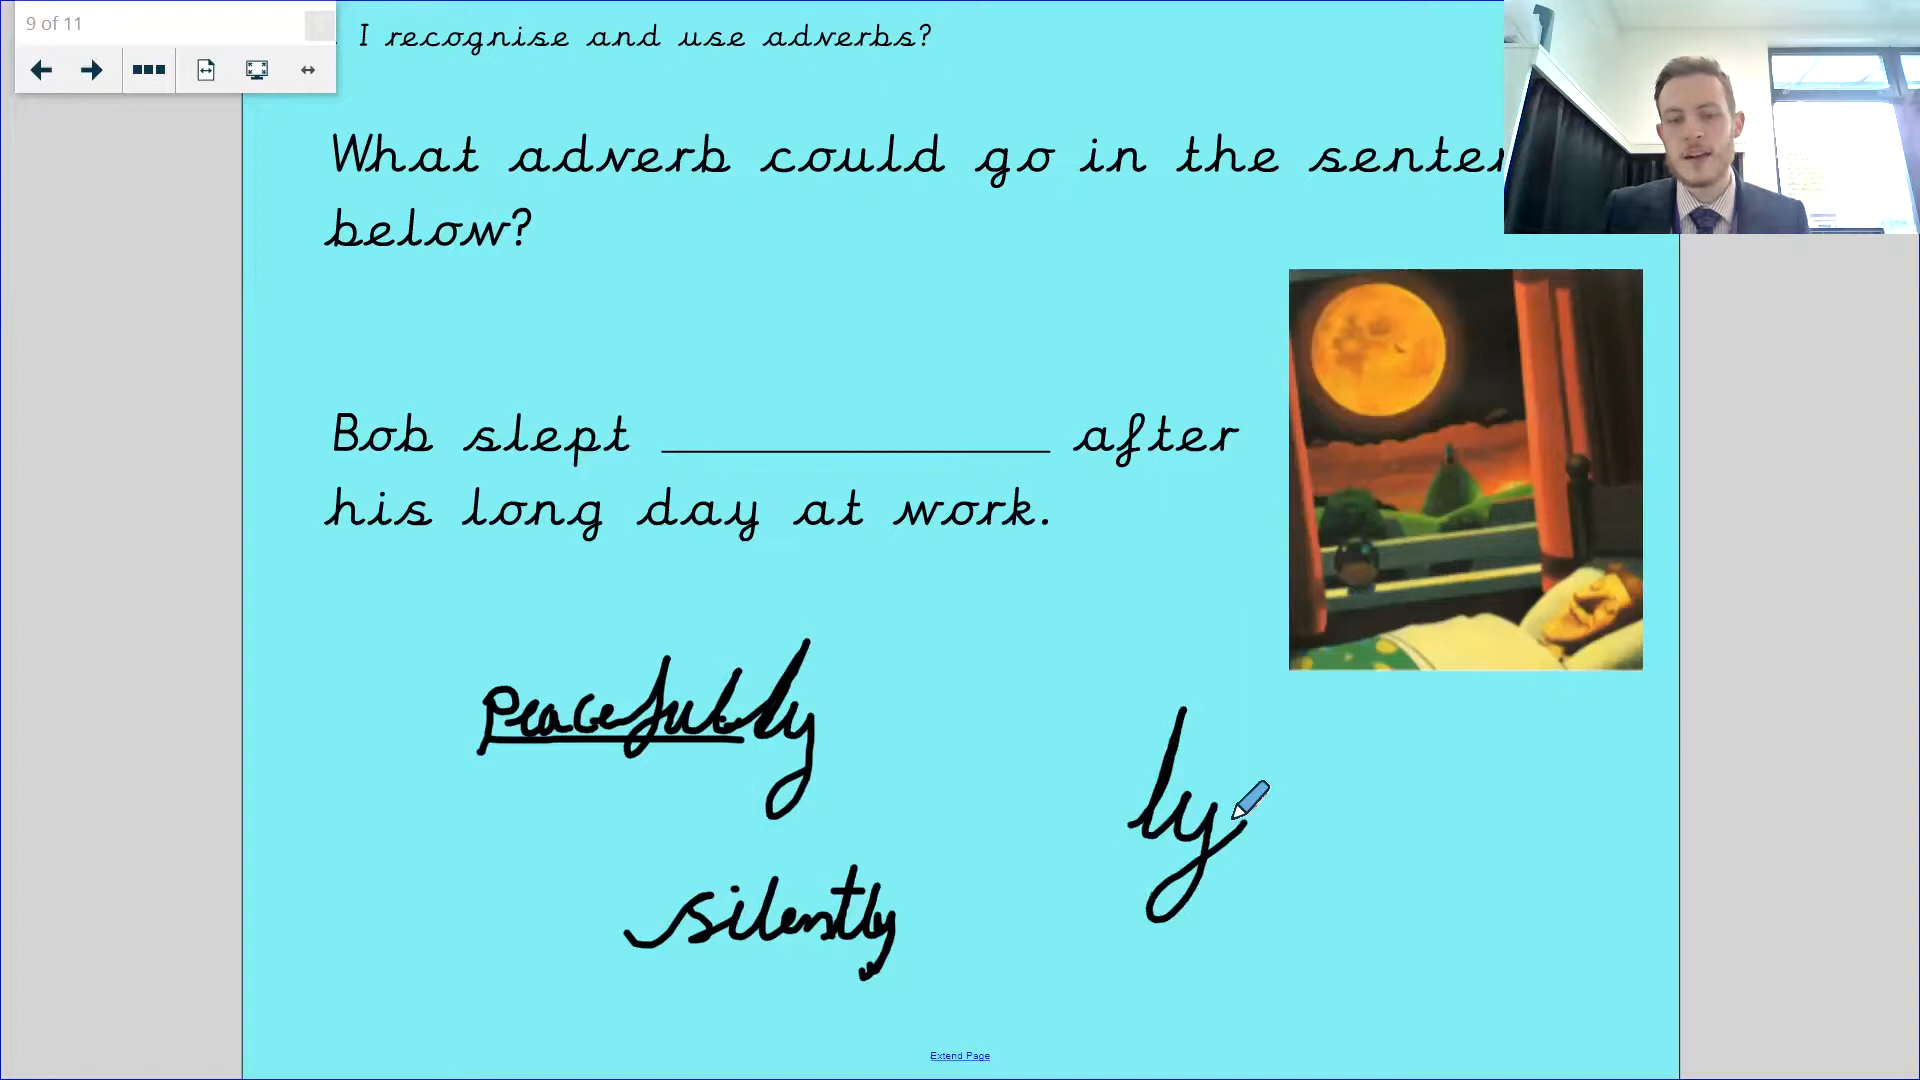 9 of 11
I recognise and use adverbs?
What adverb could go in the
below?
Bob slept ______________ after
his long day at work.
peacefully
ly
silently
Extend Page